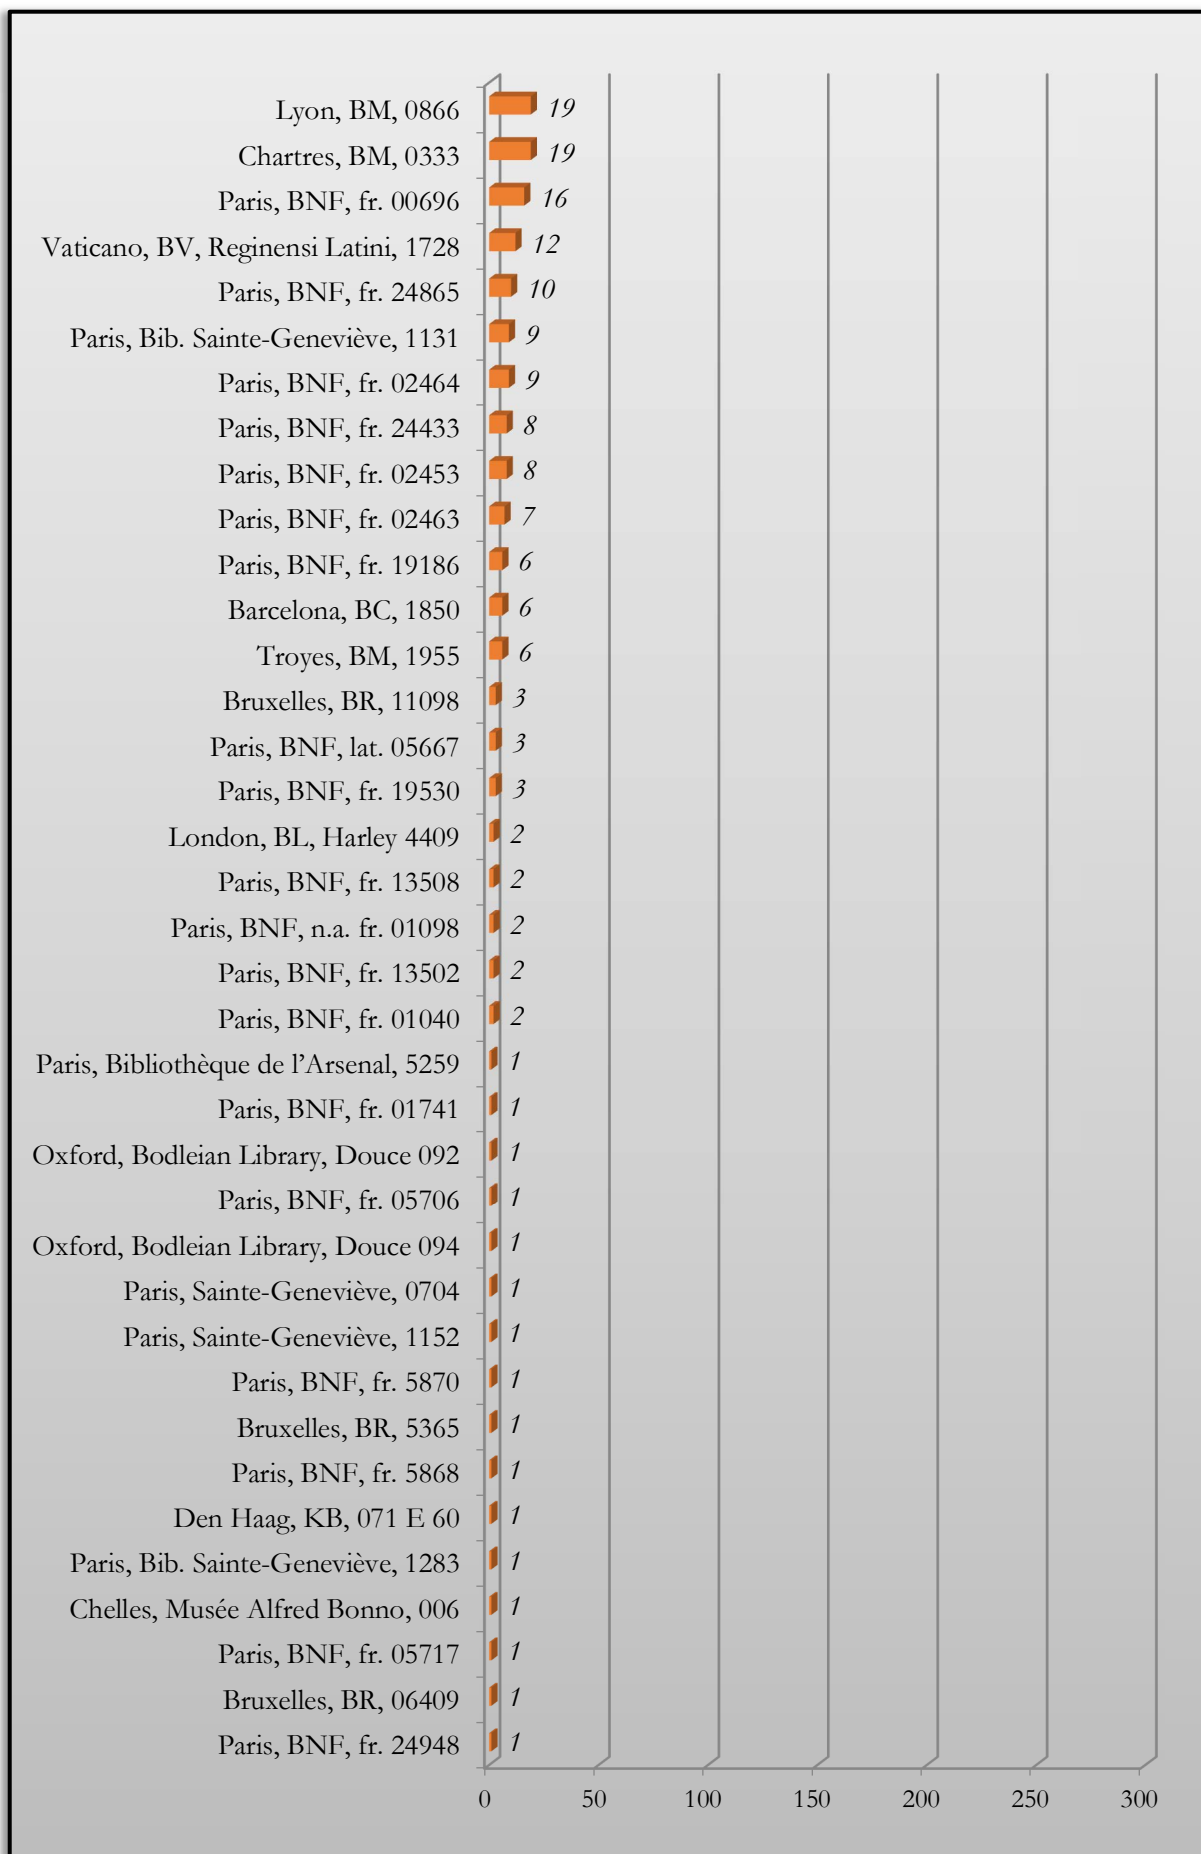 Lyon, BM, 0866 19
Chartres, BM, 0333 19
Paris, BNF, fr. 00696 16
Vaticano, BV, Reginensi Latini, 1728 12
Paris, BNF, fr. 24865 10
Paris, Bib. Sainte-Geneviève, 1131 9
Paris, BNF, fr. 02464 9
Paris, BNF, fr. 24433 8
Paris, BNF, fr. 02453 8
Paris, BNF, fr. 02463 7
Paris, BNF, fr. 19186 6
Barcelona, BC, 1850 6
Troyes, BM, 1955 6
Bruxelles, BR, 11098 3
Paris, BNF, lat. 05667 3
Paris, BNF, fr. 19530 3
London, BL, Harley 4409 2
Paris, BNF, fr. 13508 2
Paris, BNF, n.a. fr. 01098 2
Paris, BNF, fr. 13502 2
Paris, BNF, fr. 01040 2
Paris, Bibliothèque de l’Arsenal, 5259 1
Paris, BNF, fr. 01741 1
Oxford, Bodleian Library, Douce 092 1
Paris, BNF, fr. 05706 1
Oxford, Bodleian Library, Douce 094 1
Paris, Sainte-Geneviève, 0704 1
Paris, Sainte-Geneviève, 1152 1
Paris, BNF, fr. 5870 1
Bruxelles, BR, 5365 1
Paris, BNF, fr. 5868 1
Den Haag, KB, 071 E 60 1
Paris, Bib. Sainte-Geneviève, 1283 1
Chelles, Musée Alfred Bonno, 006 1
Paris, BNF, fr. 05717 1
Bruxelles, BR, 06409 1
Paris, BNF, fr. 24948 1
0 50 100 150 200 250 300